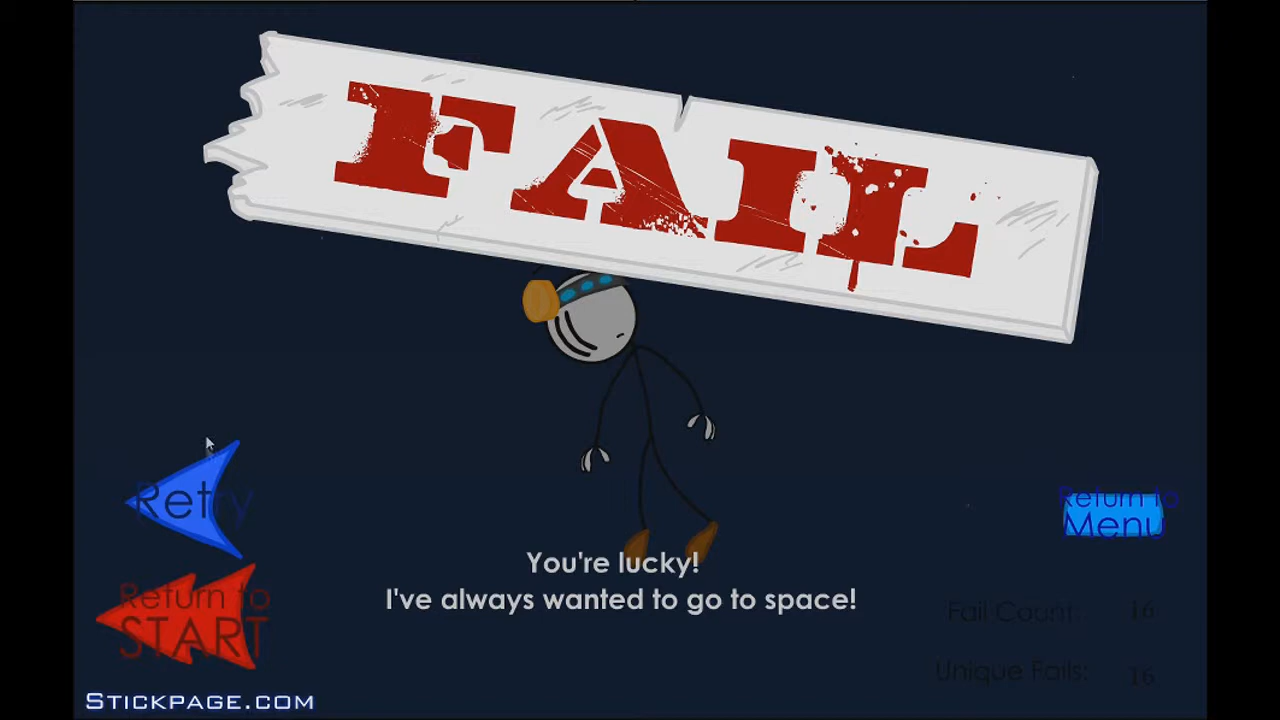 FAIL
Retry
Return to
Menu
You're lucky!
I've always wanted to go to space!
Return to
START
Fail Count: 16
Unique Fails: 16
STICKPAGE.COM